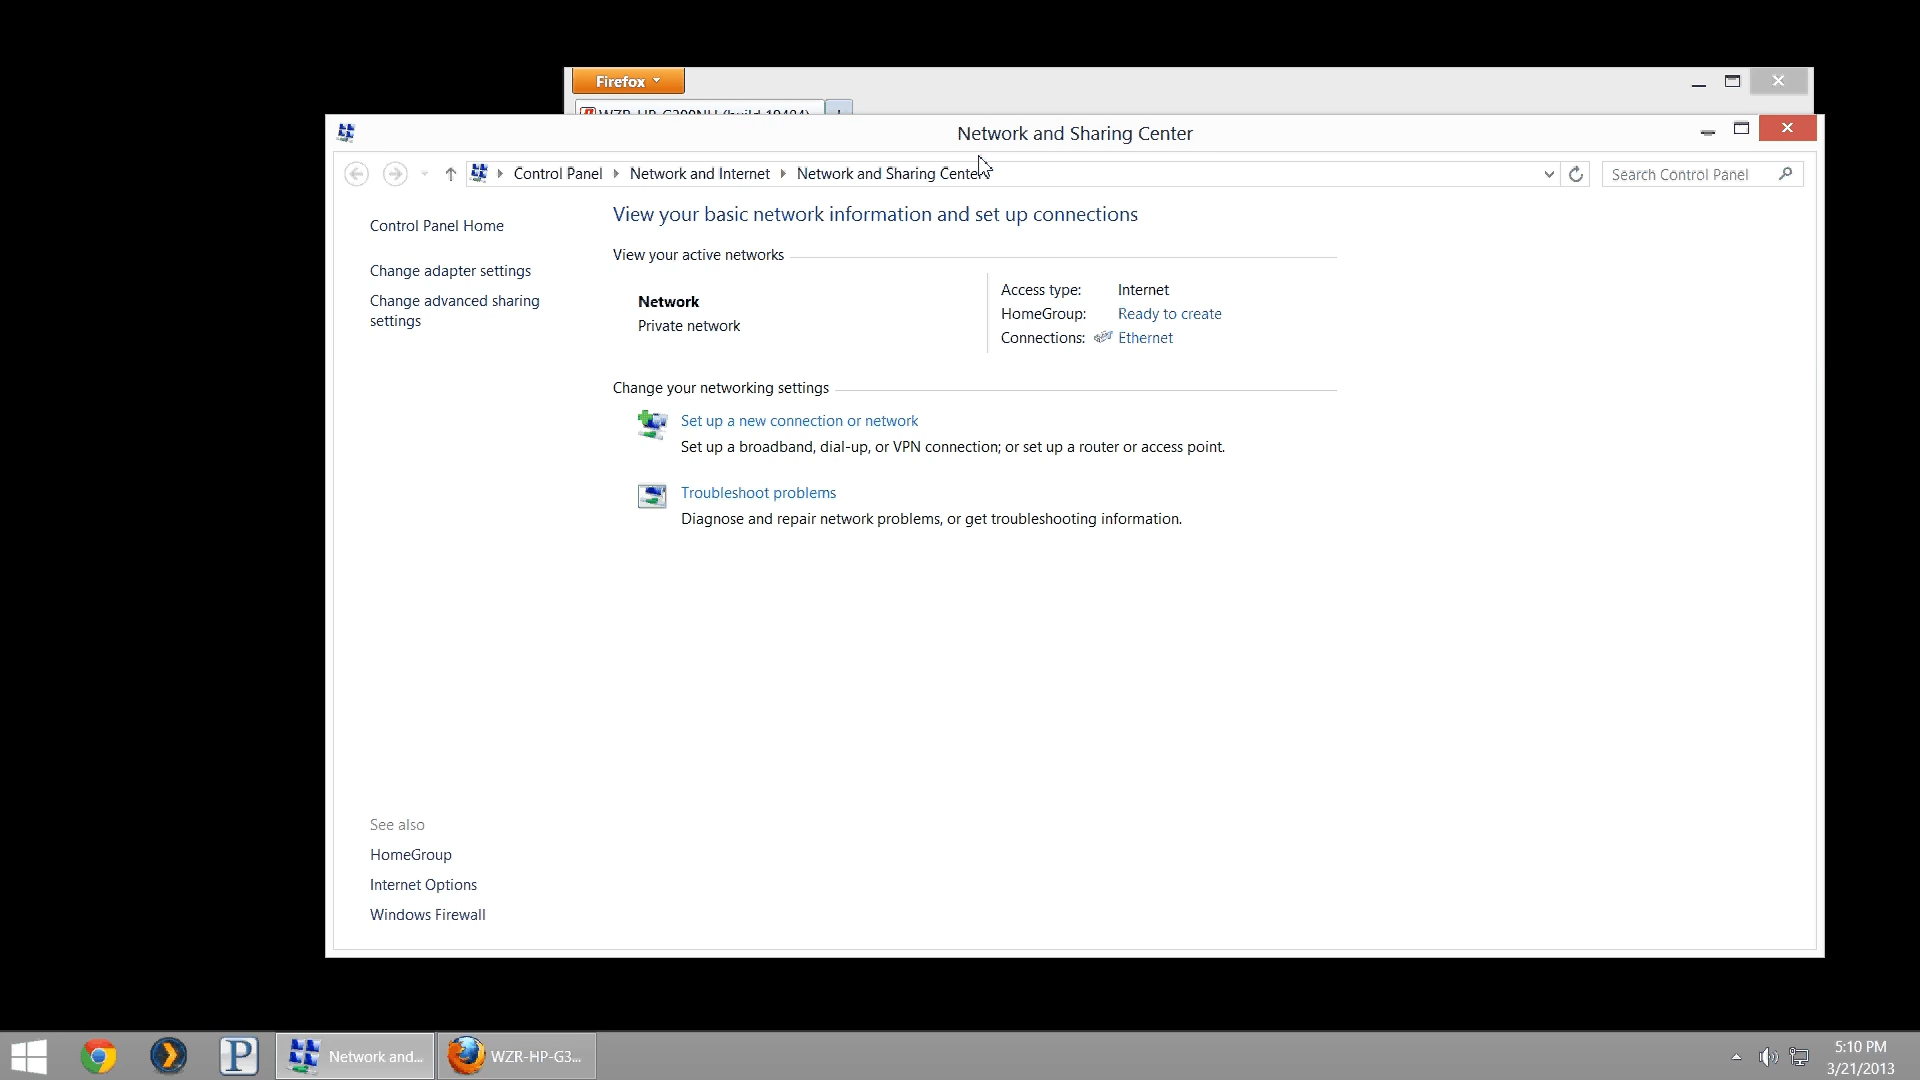 Firefox
WZR-HP-G300NH (build 19484)
Network and Sharing Center
Control Panel
Network and Internet
Network and Sharing Center
Search Control Panel
Control Panel Home
Change adapter settings
Change advanced sharing
settings
View your basic network information and set up connections
View your active networks
Network
Private network
Access type: Internet
HomeGroup: Ready to create
Connections: Ethernet
Change your networking settings
Set up a new connection or network
Set up a broadband, dial-up, or VPN connection; or set up a router or access point.
Troubleshoot problems
Diagnose and repair network problems, or get troubleshooting information.
See also
HomeGroup
Internet Options
Windows Firewall
P
Network and...
WZR-HP-G3...
5:10 PM
3/21/2013